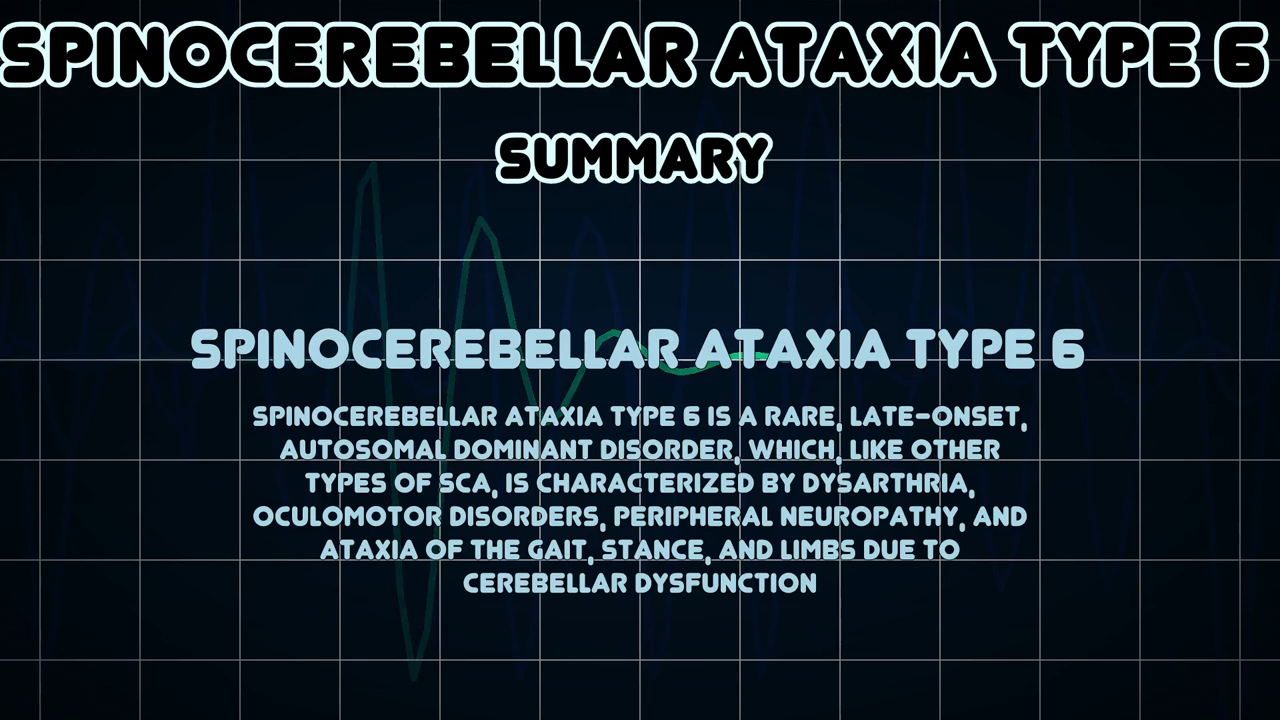 SPINOCEREBELLAR ATAXIA TYPE 6
SUMMARY
SPINOCEREBELLAR ATAXIA TYPE 6
SPINOCEREBELLAR ATAXIA TYPE 6 IS A RARE, LATE-ONSET,
AUTOSOMAL DOMINANT DISORDER, WHICH, LIKE OTHER
TYPES OF SCA, IS CHARACTERIZED BY DYSARTHRIA,
OCULOMOTOR DISORDERS, PERIPHERAL NEUROPATHY, AND
ATAXIA OF THE GAIT, STANCE, AND LIMBS DUE TO
CEREBELLAR DYSFUNCTION